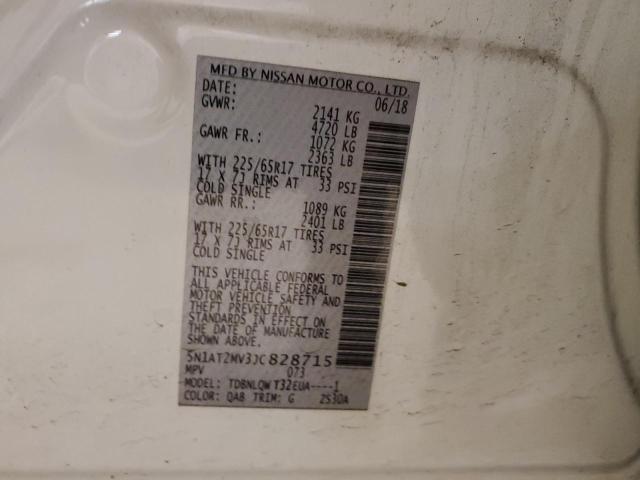 MFD BY NISSAN MOTOR CO., LTD.
DATE: 06/18
GVWR: 2141 KG
4720 LB
GAWR FR.: 1072 KG
2363 LB
WITH 225/65R17 TIRES
17 X 7J RIMS AT 33 PSI
COLD SINGLE
GAWR RR.: 1089 KG
2401 LB
WITH 225/65R17 TIRES
17 X 7J RIMS AT 33 PSI
COLD SINGLE
THIS VEHICLE CONFORMS TO
ALL APPLICABLE FEDERAL
MOTOR VEHICLE SAFETY AND
THEFT PREVENTION
STANDARDS IN EFFECT ON
THE DATE OF MANUFACTURE
SHOWN ABOVE.
5N1AT2MV3JC828715
MPV 073
MODEL: TDBNLQWT32EUA----1
COLOR: QAB TRIM: G 2S30A